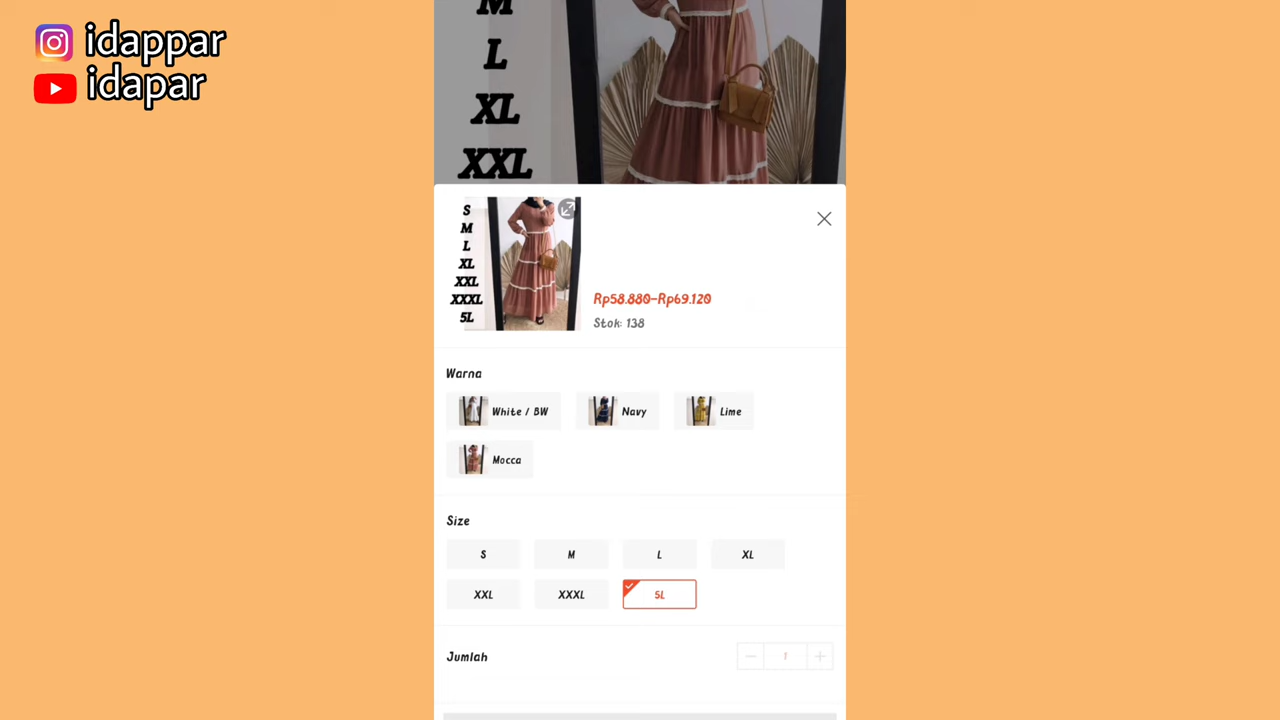 idappar
idapar
M
L
XL
XXL
S
M
L
XL
XXL
XXXL
5L
Rp58.880-Rp69.120
Stok: 138
Warna
White / BW
Navy
Lime
Mocca
Size
S
M
L
XL
XXL
XXXL
5L
Jumlah
1